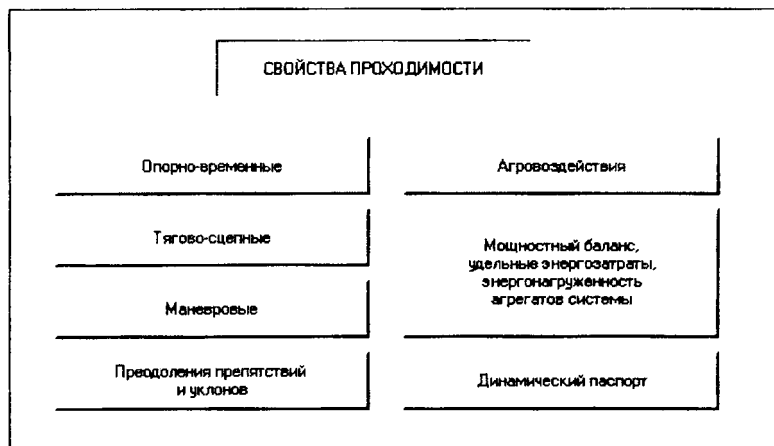 СВОЙСТВА ПРОХОДИМОСТИ
Опорно-временные
Тягово-сцепные
Маневровые
Преодоления препятствий
и уклонов
Агровоздействия
Мощностный баланс,
удельные энергозатраты,
энергонагруженность
агрегатов системы
Динамический паспорт